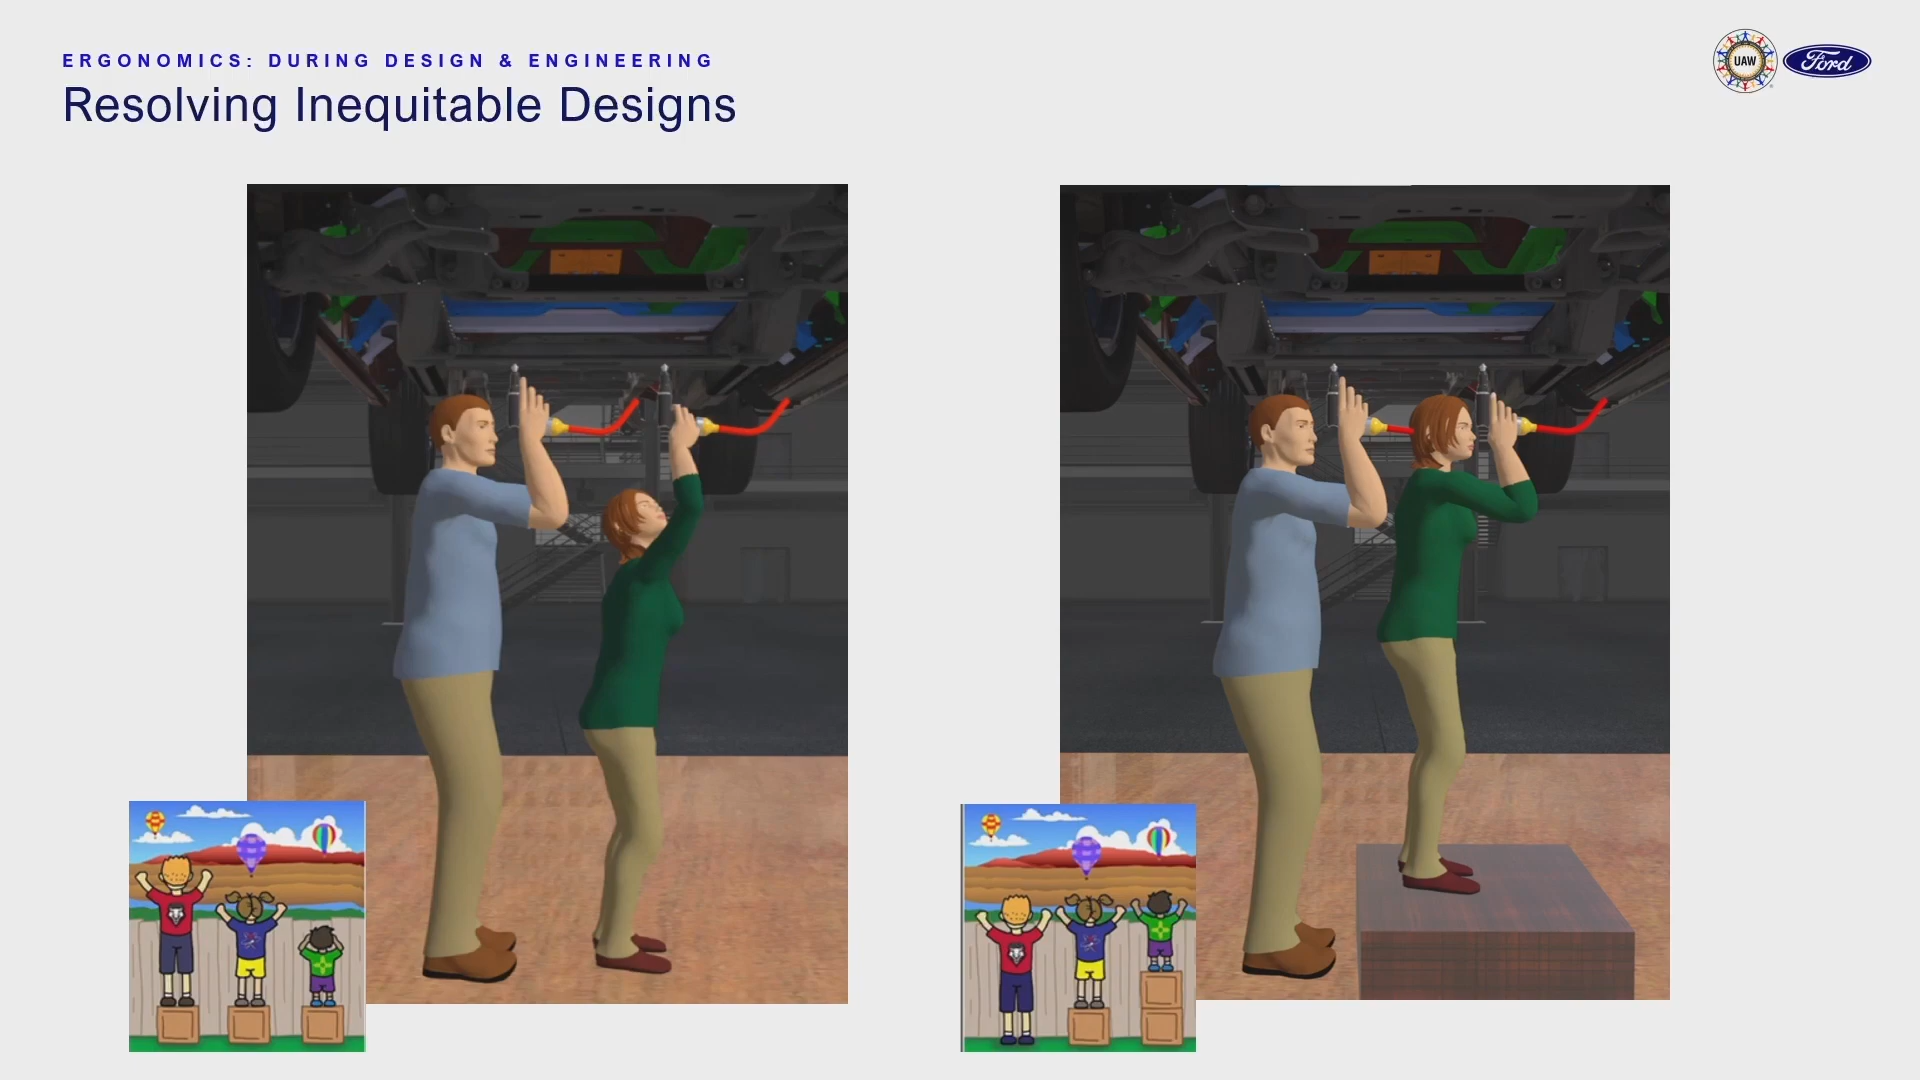 ERGONOMICS: DURING DESIGN & ENGINEERING
Resolving Inequitable Designs
UAW
Ford